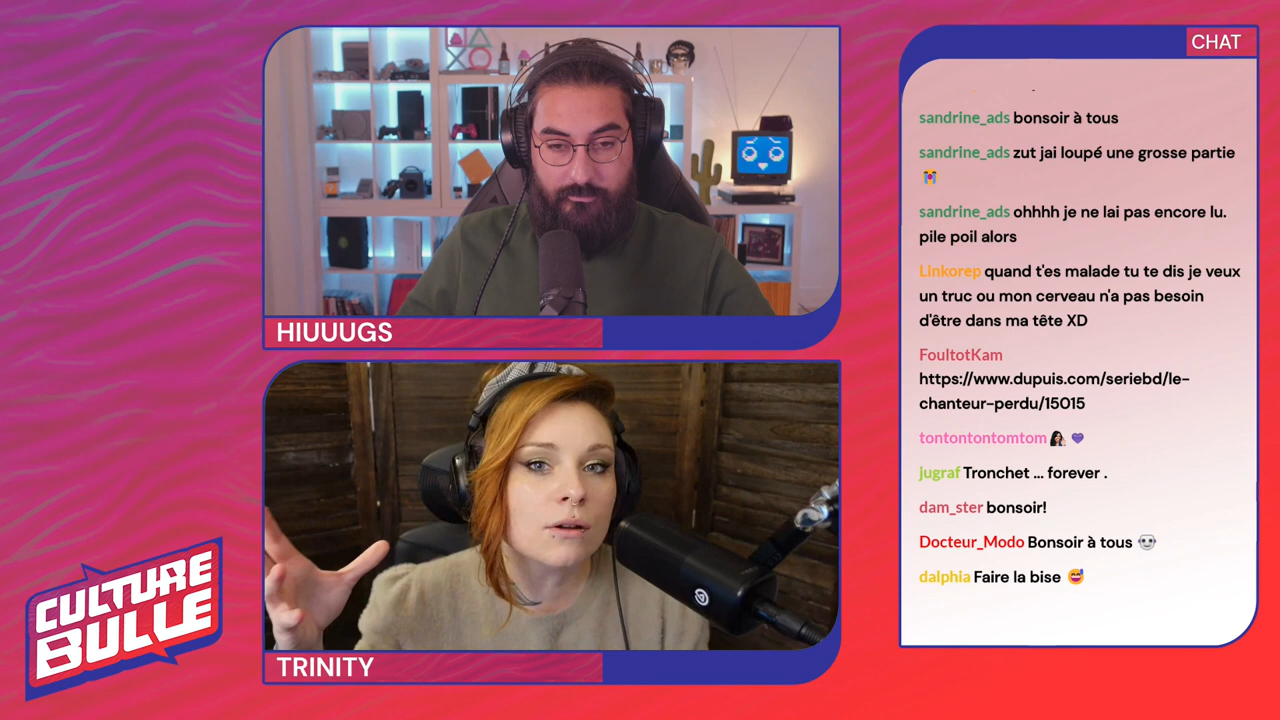 CHAT
sandrine_ads bonsoir à tous
sandrine_ads zut jai loupé une grosse partie
sandrine_ads ohhhh je ne lai pas encore lu.
pile poil alors
Linkorep quand t'es malade tu te dis je veux
un truc ou mon cerveau n'a pas besoin
d'être dans ma tête XD
FoultotKam
https://www.dupuis.com/seriebd/le-
chanteur-perdu/15015
tontontontomtom
jugraf Tronchet ... forever .
dam_ster bonsoir!
Docteur_Modo Bonsoir à tous
dalphia Faire la bise
HIUUUGS
TRINITY
CULTURE
BULLE